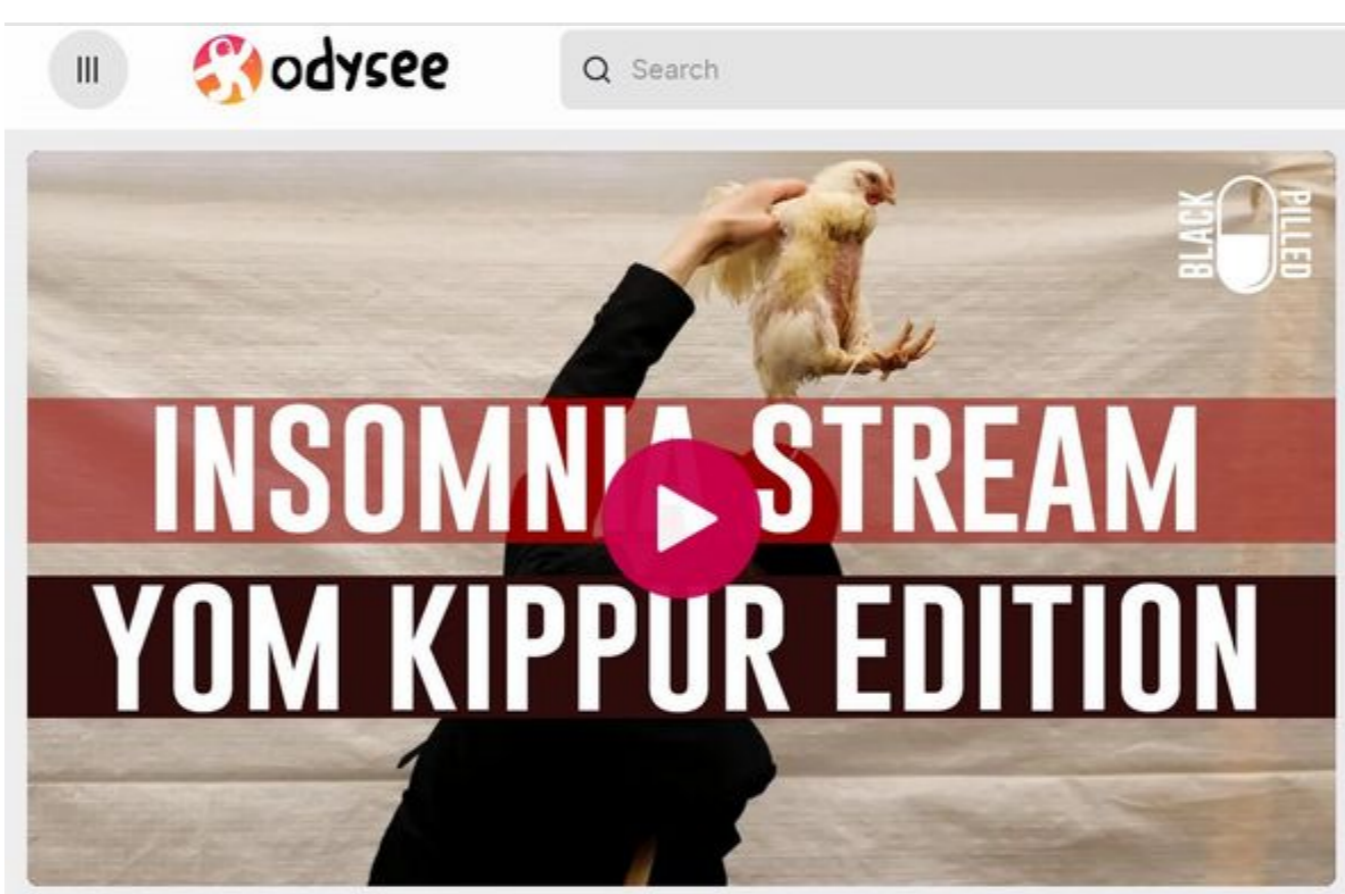 odysee
Search
BLACK
PILLED
INSOMNIA STREAM
YOM KIPPUR EDITION